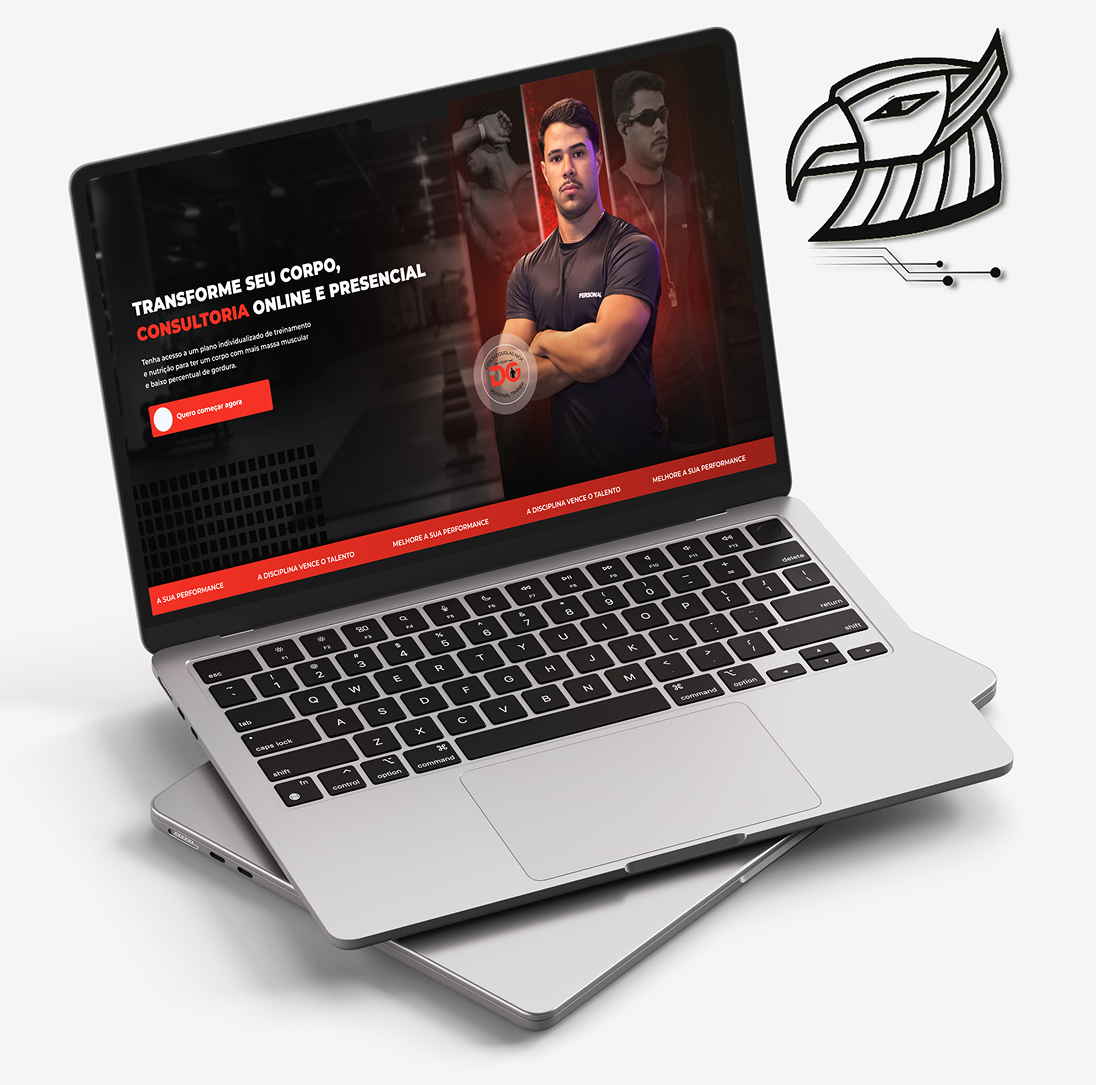 TRANSFORME SEU CORPO,
CONSULTORIA ONLINE E PRESENCIAL
Tenha acesso a um plano individualizado de treinamento
e nutrição para ter um corpo com mais massa muscular
e baixo percentual de gordura.
Quero começar agora
PERSONAL
DG
PERSONAL TRAINER
A SUA PERFORMANCE
A DISCIPLINA VENCE O TALENTO
MELHORE A SUA PERFORMANCE
A DISCIPLINA VENCE O TALENTO
MELHORE A SUA PERFORMANCE
esc F1 F2 F3 F4 F5 F6 F7 F8 F9 F10 F11 F12
~ ! 1 @ 2 # 3 $ 4 % 5 ^ 6 & 7 * 8 ( 9 ) 0 _ - + = delete
tab Q W E R T Y U I O P
caps lock A S D F G H J K L return
shift Z X C V B N M < > ? / shift
fn control option command command option